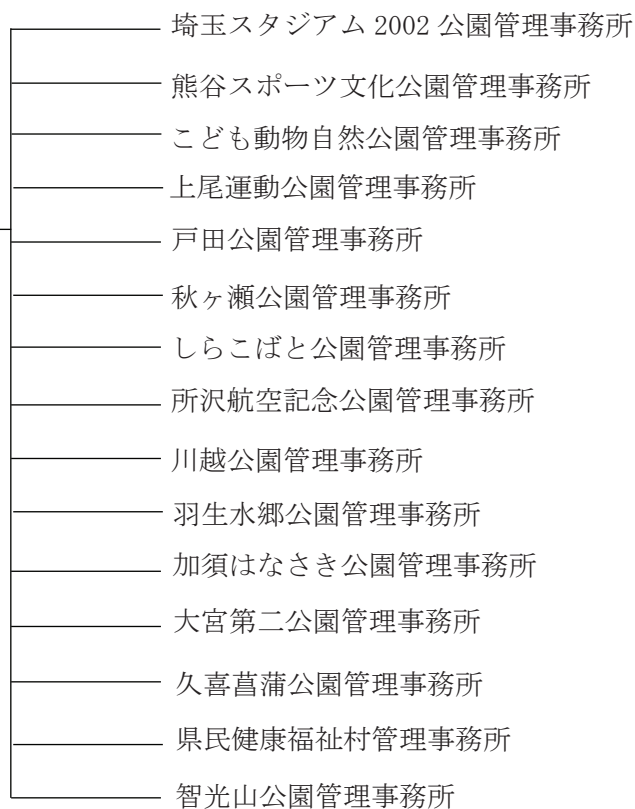 埼玉スタジアム 2002 公園管理事務所
熊谷スポーツ文化公園管理事務所
こども動物自然公園管理事務所
上尾運動公園管理事務所
戸田公園管理事務所
秋ヶ瀬公園管理事務所
しらこばと公園管理事務所
所沢航空記念公園管理事務所
川越公園管理事務所
羽生水郷公園管理事務所
加須はなさき公園管理事務所
大宮第二公園管理事務所
久喜菖蒲公園管理事務所
県民健康福祉村管理事務所
智光山公園管理事務所